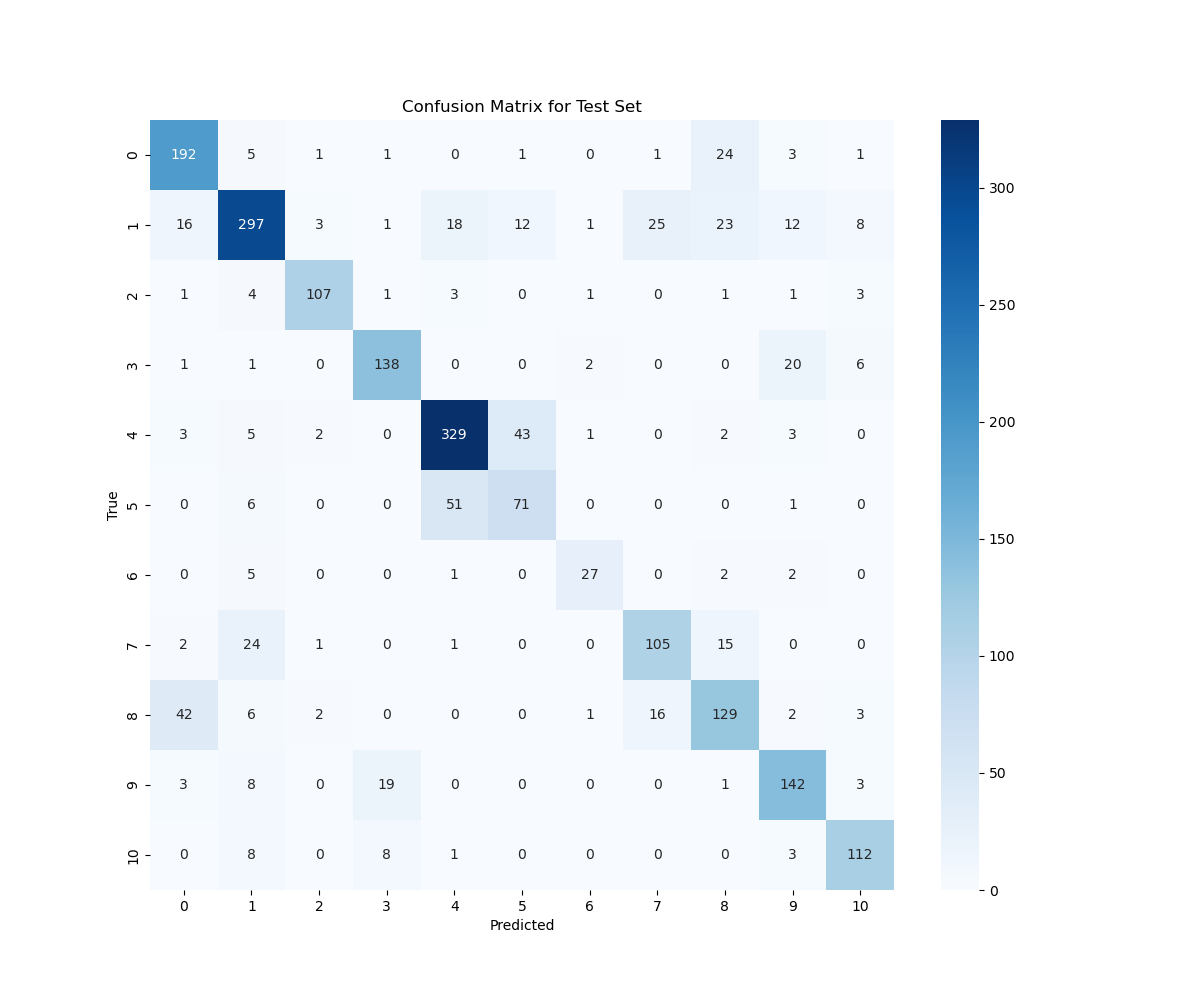 Confusion Matrix for Test Set
0 192 5 1 1 0 1 0 1 24 3 1
1 16 297 3 1 18 12 1 25 23 12 8
300
2 1 4 107 1 3 0 1 0 1 1 3
250
3 1 1 0 138 0 0 2 0 0 20 6
200
4 3 5 2 0 329 43 1 0 2 3 0
True
5 0 6 0 0 51 71 0 0 0 1 0
150
6 0 5 0 0 1 0 27 0 2 2 0
100
7 2 24 1 0 1 0 0 105 15 0 0
8 42 6 2 0 0 0 1 16 129 2 3
50
9 3 8 0 19 0 0 0 0 1 142 3
10 0 8 0 8 1 0 0 0 0 3 112
0
0 1 2 3 4 5 6 7 8 9 10
Predicted